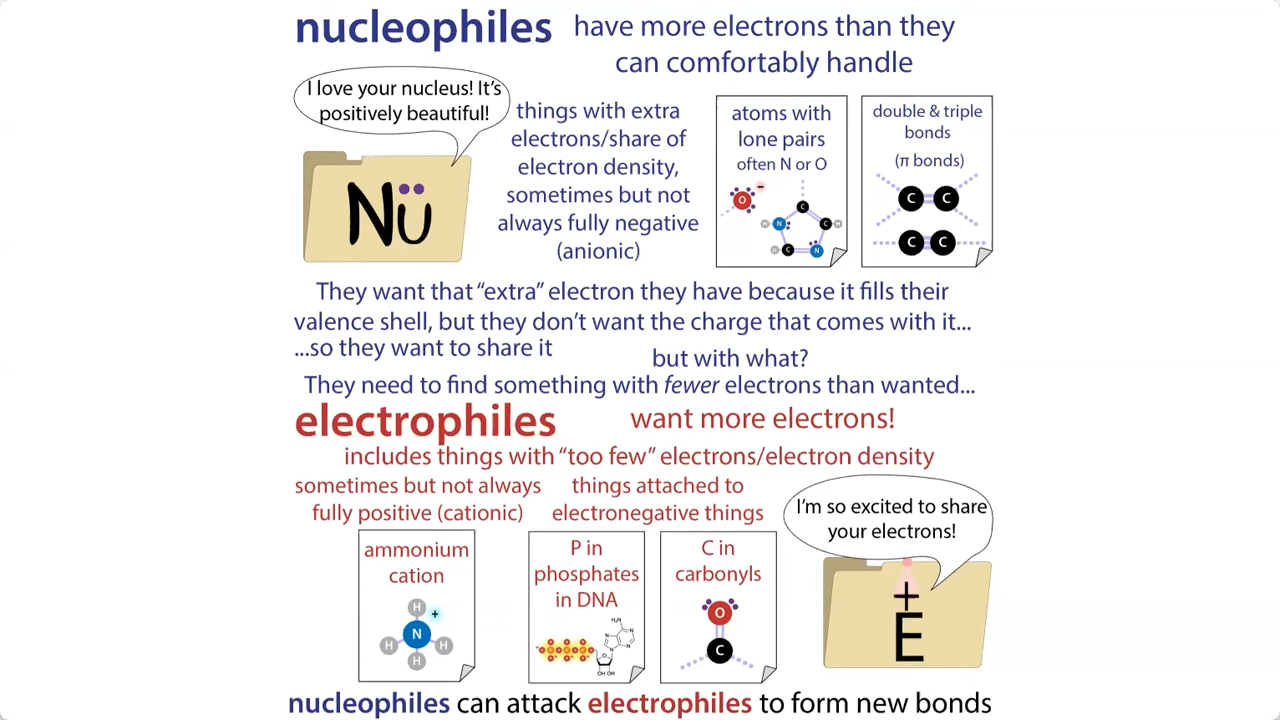 nucleophiles have more electrons than they
can comfortably handle
I love your nucleus! It's
positively beautiful!
Nü
things with extra
electrons/share of
electron density,
sometimes but not
always fully negative
(anionic)
atoms with
lone pairs
often N or O
O
−
C
H N C H
H C N
double & triple
bonds
(π bonds)
C C
C C
They want that “extra” electron they have because it fills their
valence shell, but they don’t want the charge that comes with it...
...so they want to share it
but with what?
They need to find something with fewer electrons than wanted...
electrophiles want more electrons!
includes things with “too few” electrons/electron density
sometimes but not always
fully positive (cationic)
things attached to
electronegative things
I’m so excited to share
your electrons!
ammonium
cation
H +
N
H H
H
P in
phosphates
in DNA
C in
carbonyls
O
C
+
E
nucleophiles can attack electrophiles to form new bonds